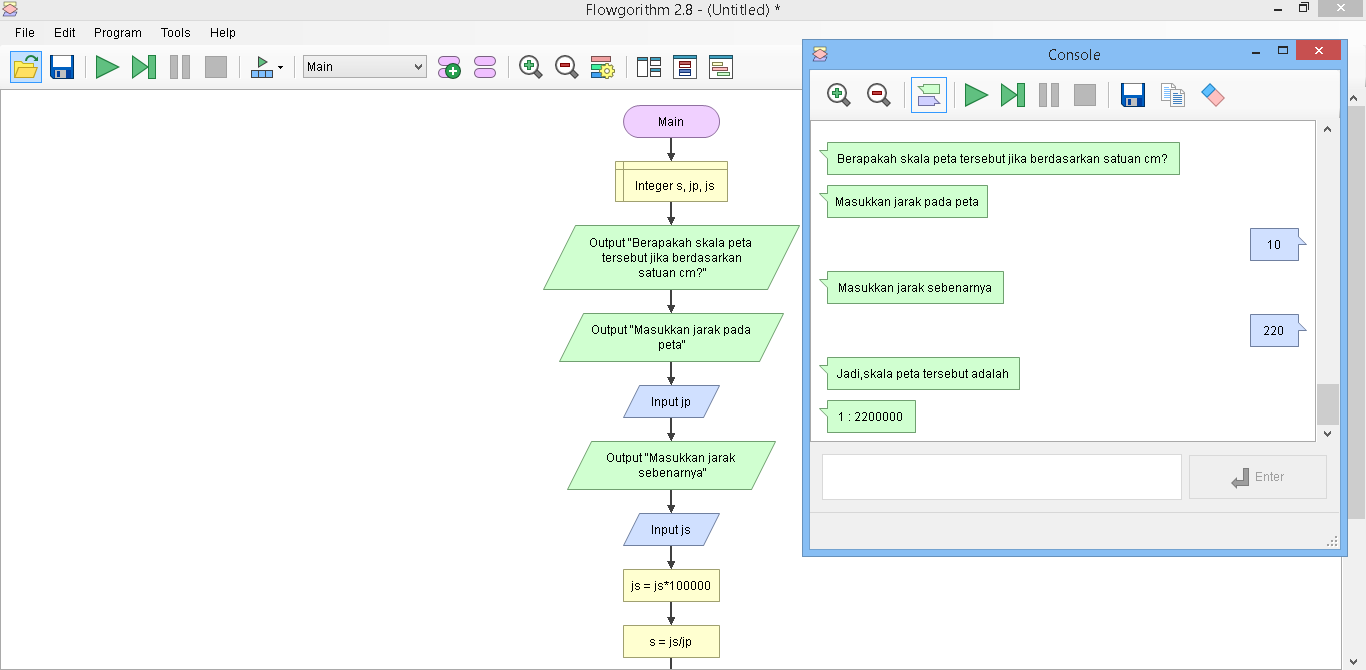 Flowgorithm 2.8 - (Untitled) *
File Edit Program Tools Help
Main
Main
Integer s, jp, js
Output "Berapakah skala peta
tersebut jika berdasarkan
satuan cm?"
Output "Masukkan jarak pada
peta"
Input jp
Output "Masukkan jarak
sebenarnya"
Input js
js = js*100000
s = js/jp
Console
Berapakah skala peta tersebut jika berdasarkan satuan cm?
Masukkan jarak pada peta
10
Masukkan jarak sebenarnya
220
Jadi,skala peta tersebut adalah
1 : 2200000
Enter